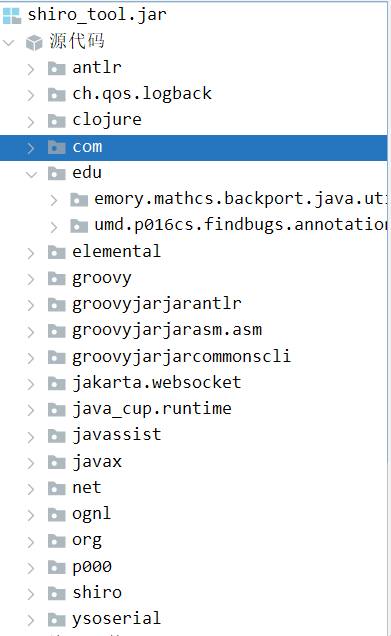 shiro_tool.jar
源代码
antlr
ch.qos.logback
clojure
com
edu
emory.mathcs.backport.java.uti
umd.p016cs.findbugs.annotation
elemental
groovy
groovyjarjarantlr
groovyjarjarasm.asm
groovyjarjarcommonscli
jakarta.websocket
java_cup.runtime
javassist
javax
net
ognl
org
p000
shiro
ysoserial